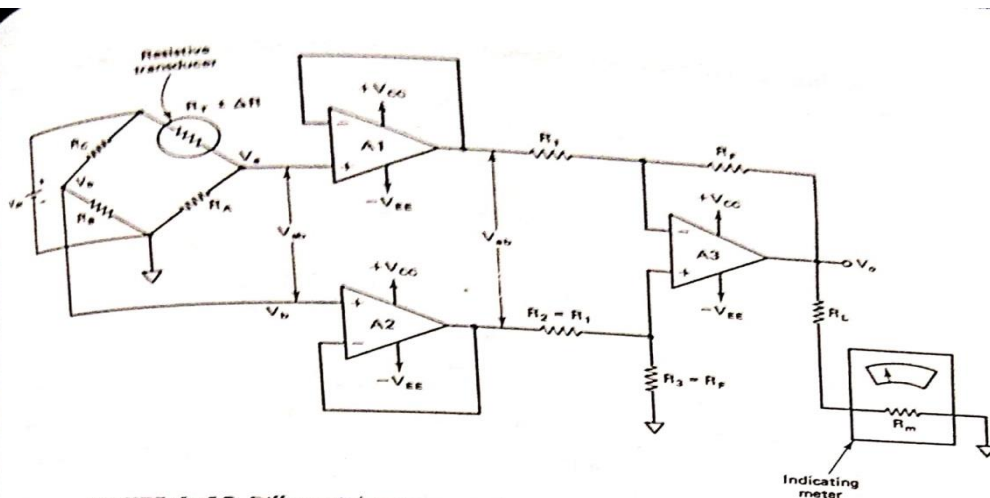 Resistive
transducer
R_T ± ΔR
+V_CC
R_C
V_a
A1
R_1
R_F
-V_EE
R_A
R_B
V_ab
V_ab
+V_CC
A3
V_o
+V_CC
-V_EE
V_b
A2
R_2 = R_1
R_L
-V_EE
R_3 = R_F
R_m
Indicating
meter